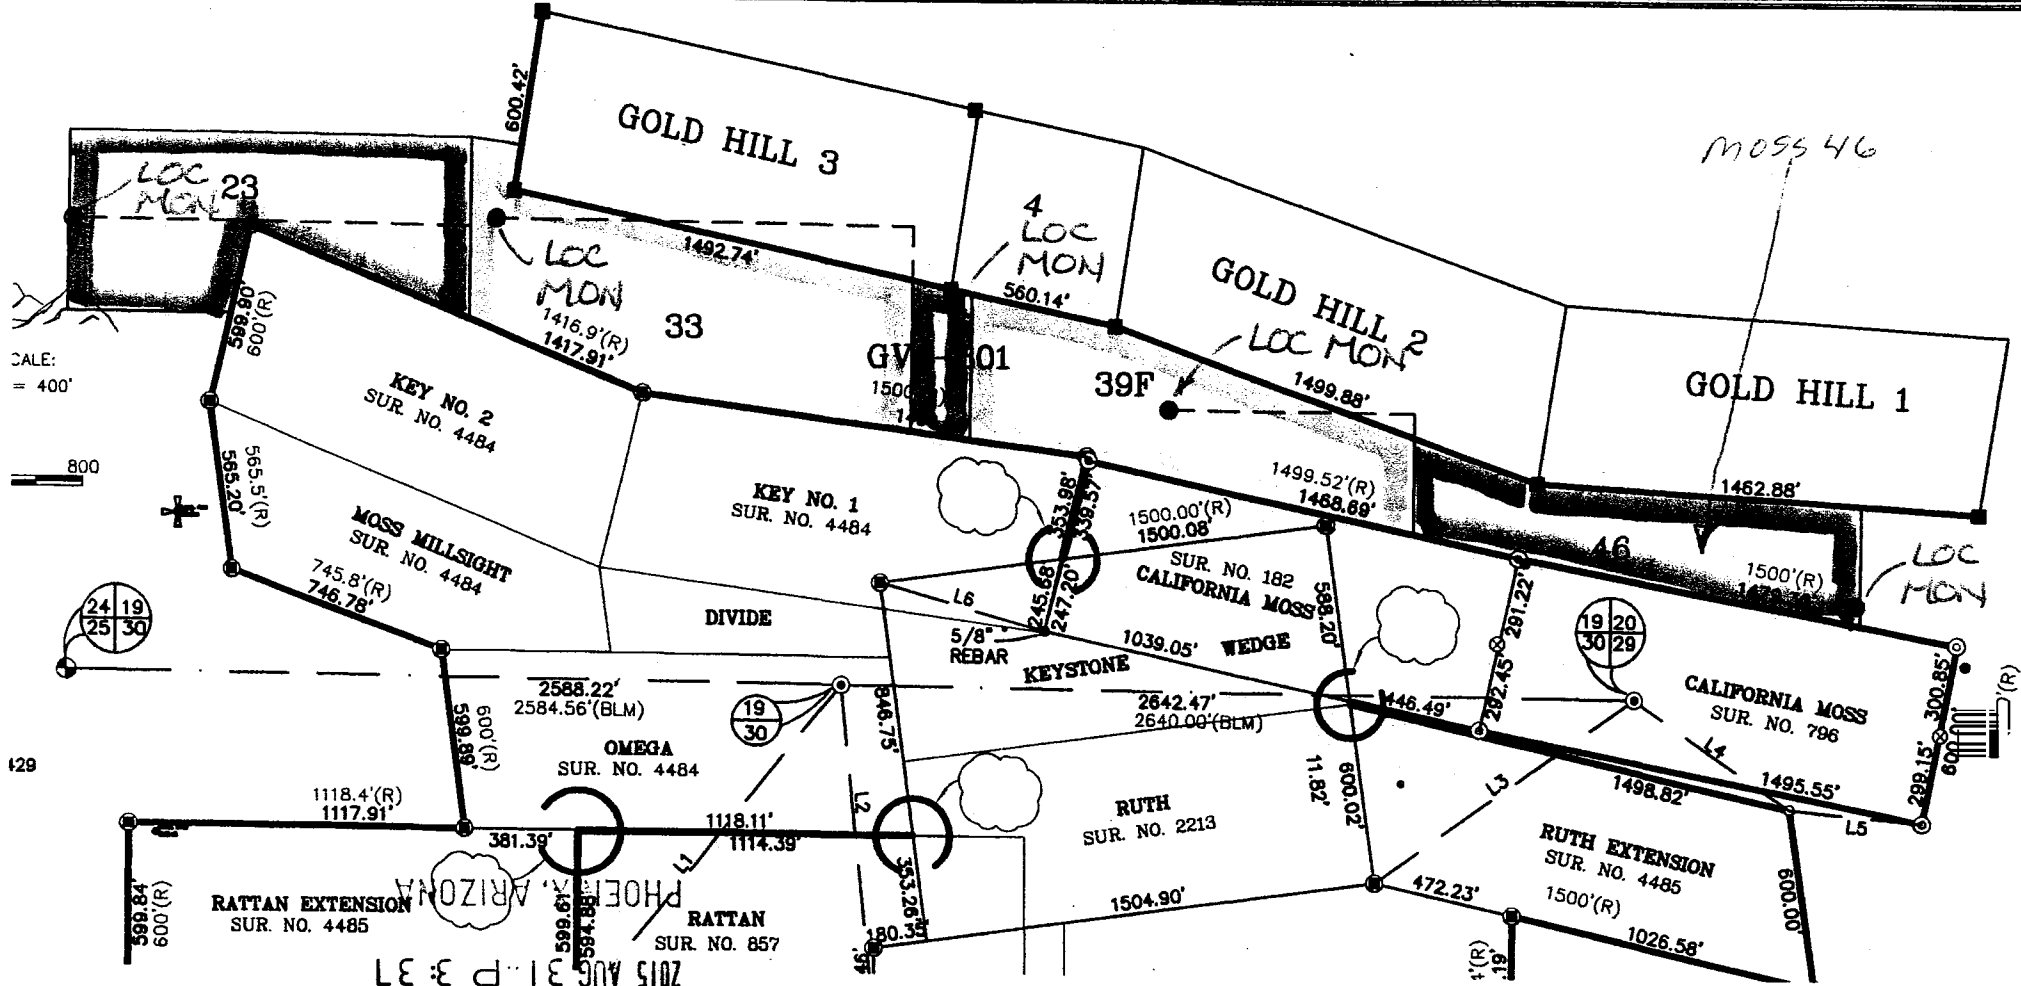 600.42'
GOLD HILL 3
MOSS 46
LOC
MON
23
4
LOC
MON
LOC
MON
1492.74'
560.14'
GOLD HILL 2
LOC MON
599.90'
600'(R)
1416.9'(R)
1417.91'
33
39F
1499.88'
GOLD HILL 1
CALE:
= 400'
KEY NO. 2
SUR. NO. 4484
800
565.20'
565.5'(R)
KEY NO. 1
SUR. NO. 4484
353.98'
339.57'
1499.52'(R)
1468.69'
1462.88'
1500.00'(R)
1500.08'
46
1500'(R)
LOC
MON
MOSS MILLSIGHT
SUR. NO. 4484
745.8'(R)
746.78'
SUR. NO. 182
CALIFORNIA MOSS
588.20'
291.22'
24 19
25 30
DIVIDE
L6
245.68'
247.20'
5/8"
REBAR
1039.05'
WEDGE
KEYSTONE
19 20
30 29
292.45'
300.85'
2588.22'
2584.56'(BLM)
19
30
846.75'
2642.47'
2640.00'(BLM)
446.49'
CALIFORNIA MOSS
SUR. NO. 796
L4
599.89'
600'(R)
OMEGA
SUR. NO. 4484
L2
429
1118.4'(R)
1117.91'
381.39'
1118.11'
1114.39'
L1
RUTH
SUR. NO. 2213
11.82'
600.02'
L3
1495.55'
1498.82'
299.15'
L5
RUTH EXTENSION
SUR. NO. 4485
PHOENIX, ARIZONA
599.84'
600'(R)
RATTAN EXTENSION
SUR. NO. 4485
599.61'
594.88'
RATTAN
SUR. NO. 857
353.26'
1504.90'
472.23'
1500'(R)
600.00'
1026.58'
2015 AUG 31 P 3:37